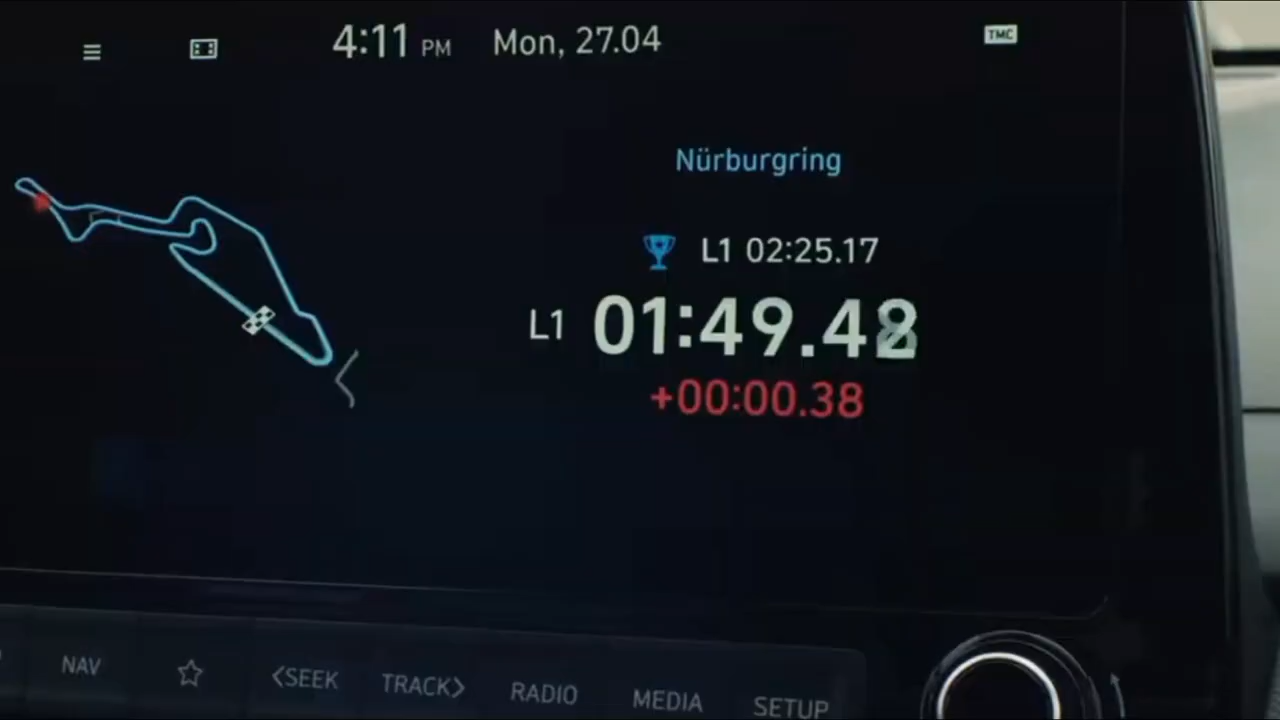 4:11 PM Mon, 27.04
TMC
Nürburgring
L1 02:25.17
L1 01:49.4
+00:00.38
NAV
<SEEK
TRACK>
RADIO
MEDIA
SETUP